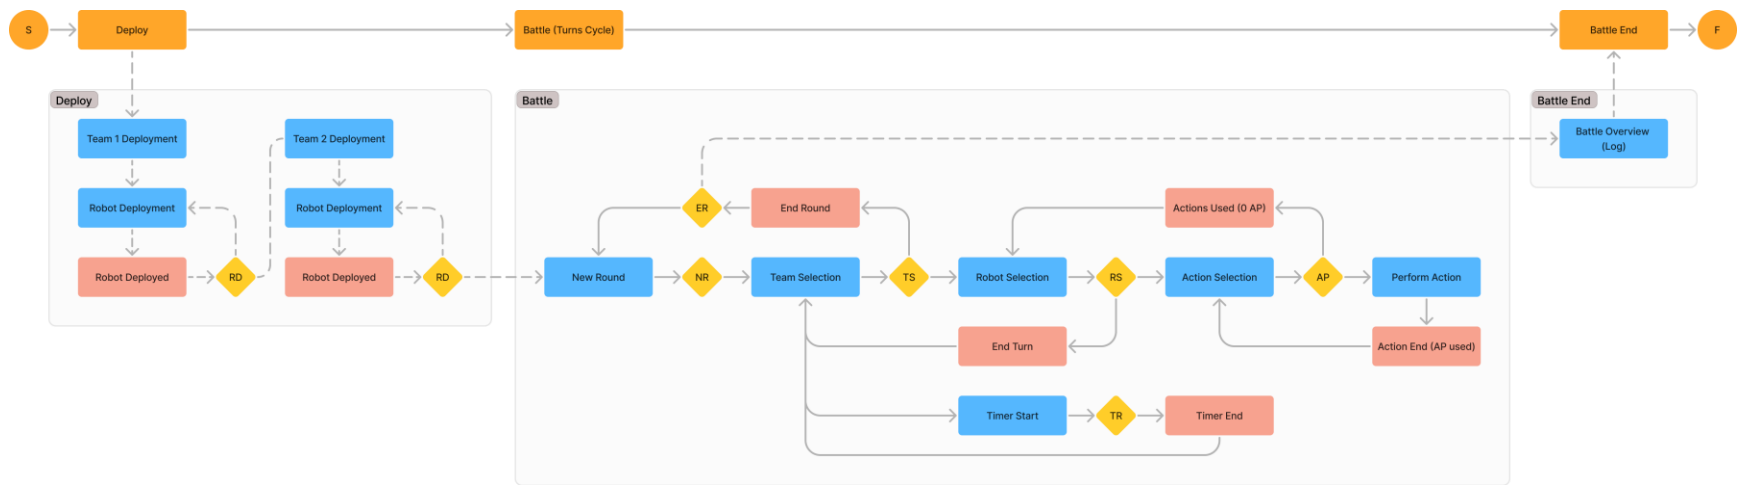 S
Deploy
Battle (Turns Cycle)
Battle End
F
Deploy
Team 1 Deployment
Team 2 Deployment
Robot Deployment
Robot Deployment
Robot Deployed
RD
Robot Deployed
RD
Battle
ER
End Round
Actions Used (0 AP)
New Round
NR
Team Selection
TS
Robot Selection
RS
Action Selection
AP
Perform Action
End Turn
Action End (AP used)
Timer Start
TR
Timer End
Battle End
Battle Overview
(Log)